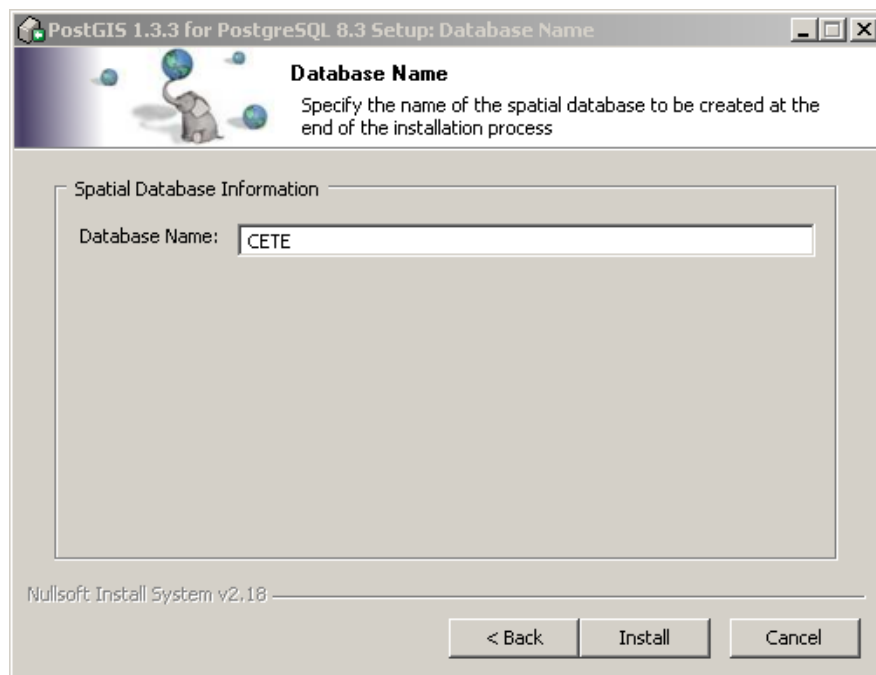 PostGIS 1.3.3 for PostgreSQL 8.3 Setup: Database Name
Database Name
Specify the name of the spatial database to be created at the
end of the installation process
Spatial Database Information
Database Name: CETE
Nullsoft Install System v2.18
< Back Install Cancel